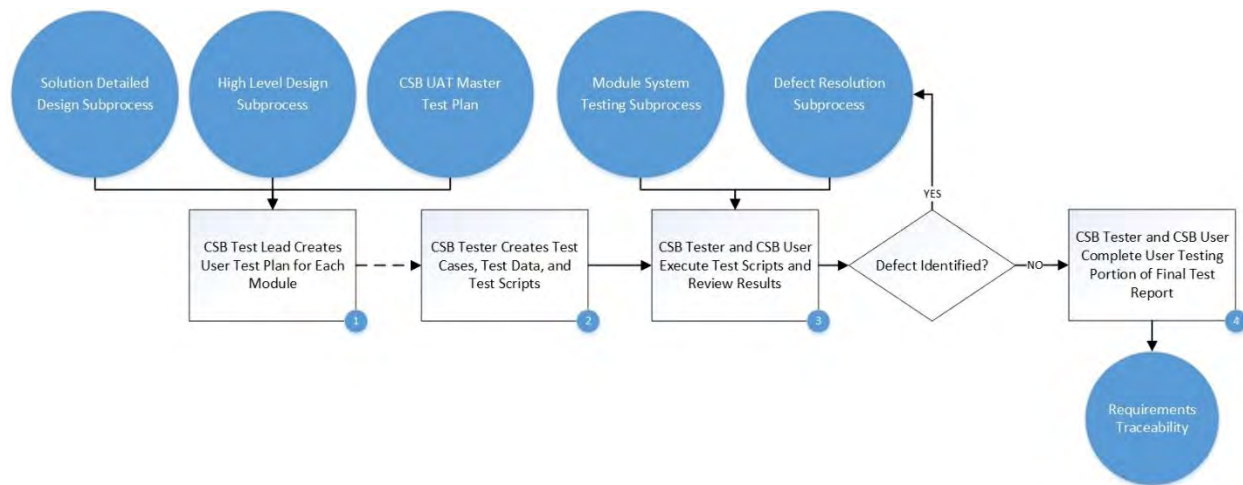 Solution Detailed
Design Subprocess
High Level Design
Subprocess
CSB UAT Master
Test Plan
Module System
Testing Subprocess
Defect Resolution
Subprocess
YES
CSB Test Lead Creates
User Test Plan for Each
Module
1
CSB Tester Creates Test
Cases, Test Data, and
Test Scripts
2
CSB Tester and CSB User
Execute Test Scripts and
Review Results
3
Defect Identified?
NO
CSB Tester and CSB User
Complete User Testing
Portion of Final Test
Report
4
Requirements
Traceability